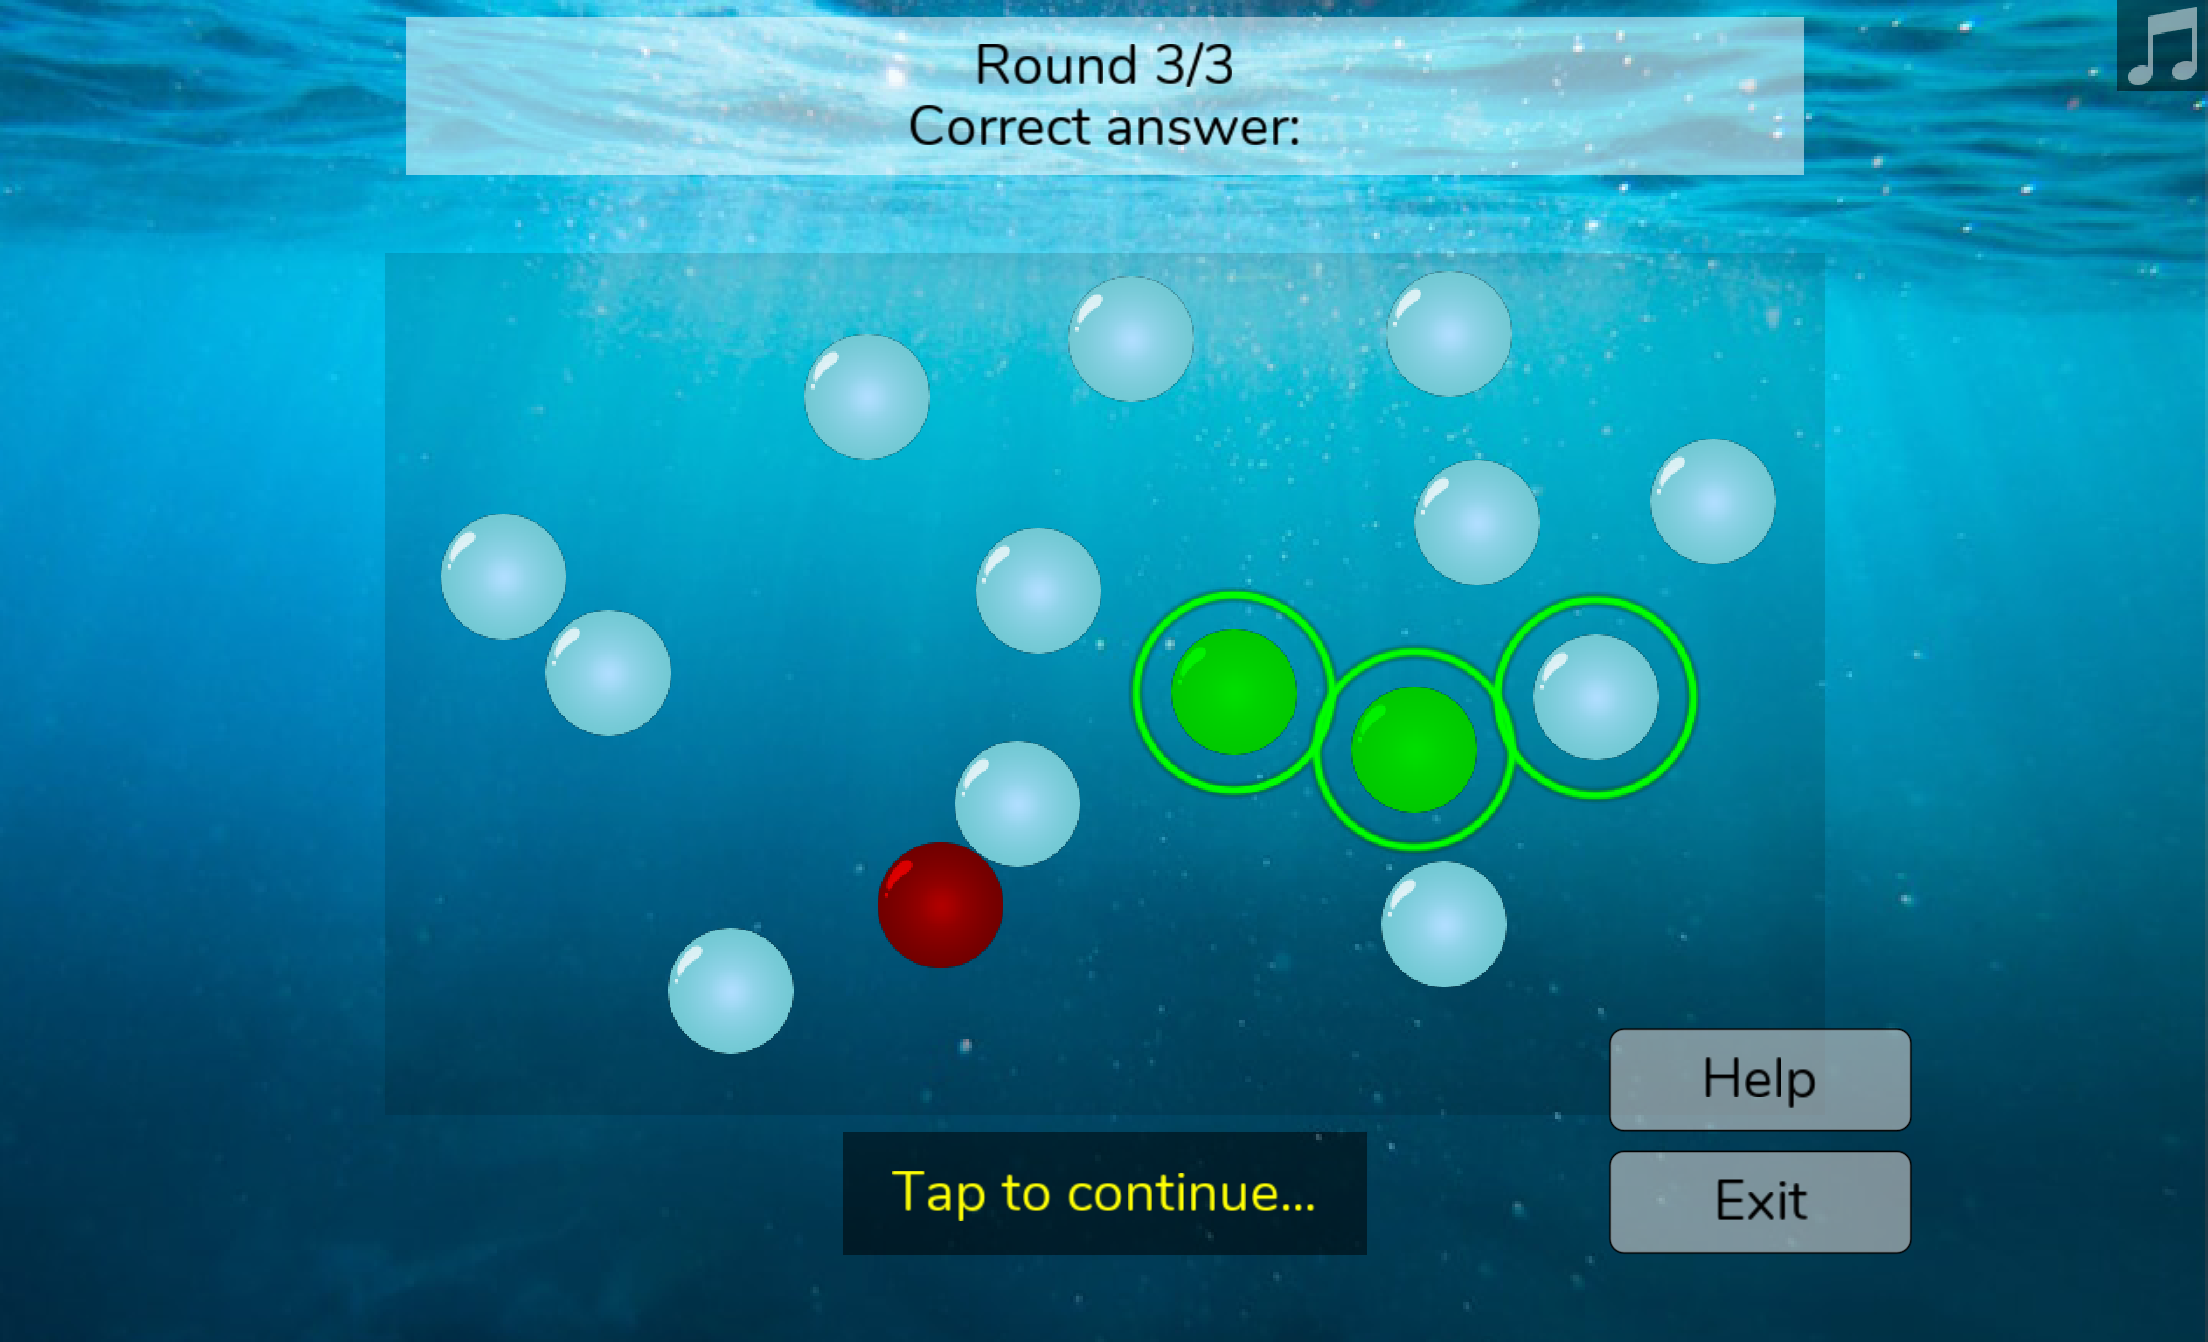 Round 3/3
Correct answer:
Help
Tap to continue...
Exit